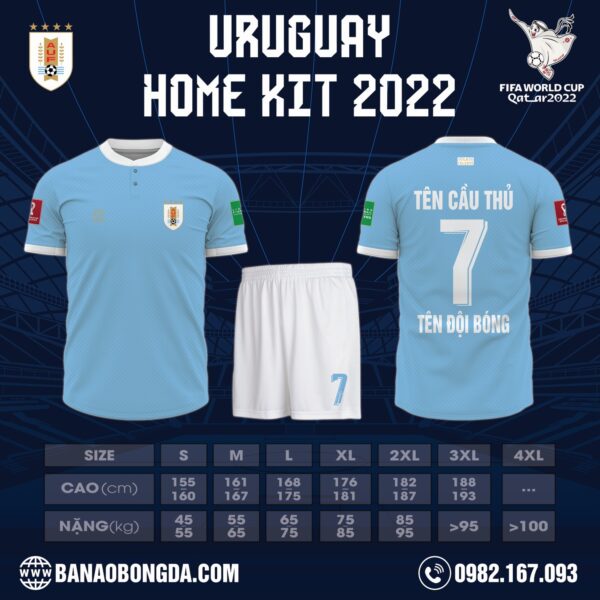 AUF
URUGUAY
HOME KIT 2022
FIFA WORLD CUP
Qatar2022
TÊN CẦU THỦ
7
TÊN ĐỘI BÓNG
7
SIZE S M L XL 2XL 3XL 4XL
CAO(cm) 155-160 161-167 168-175 176-181 182-187 188-193 ...
NẶNG(kg) 45-55 55-65 65-75 75-85 85-95 >95 >100
WWW.BANAOBONGDA.COM
0982.167.093